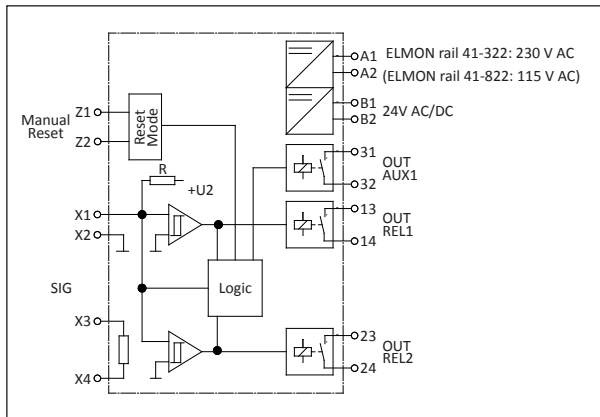 A1 ELMON rail 41-322: 230 V AC
A2 (ELMON rail 41-822: 115 V AC)
B1
B2
24V AC/DC
Manual
Reset
Z1
Z2
Reset
Mode
31
32
OUT
AUX1
R
+U2
X1
X2
13
14
OUT
REL1
SIG
Logic
X3
X4
23
24
OUT
REL2